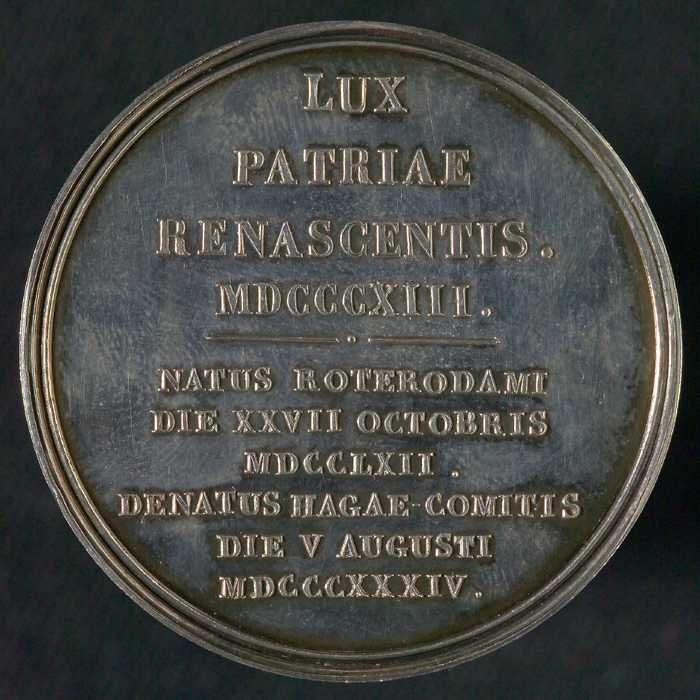 LUX
PATRIAE
RENASCENTIS.
MDCCCXIII.
NATUS ROTERODAMI
DIE XXVII OCTOBRIS
MDCCLXII.
DENATUS HAGAE-COMITIS
DIE V AUGUSTI
MDCCCXXXIV.